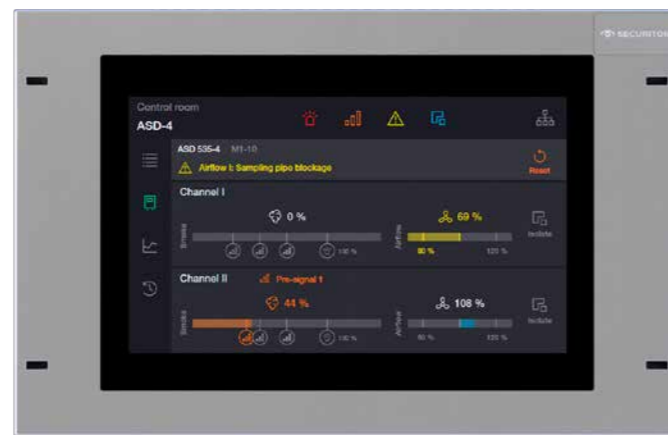 SECURITON
Control room
ASD-4
ASD 535-4 M1-10
Airflow I: Sampling pipe blockage
Reset
Channel I
0 %
69 %
Smoke
100 %
Airflow
80 %
120 %
Isolate
Channel II
Pre-signal 1
44 %
108 %
Smoke
100 %
Airflow
80 %
120 %
Isolate